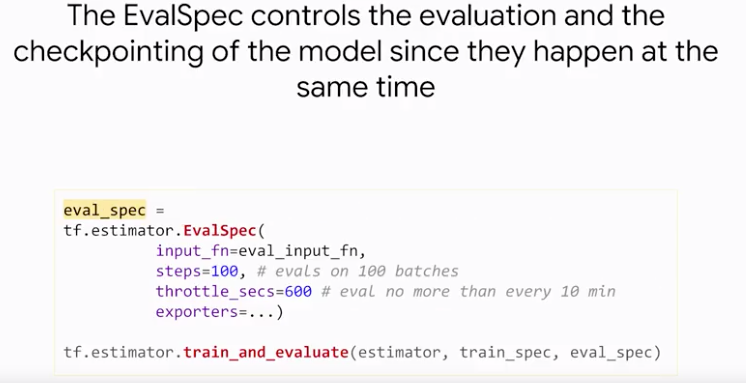 The EvalSpec controls the evaluation and the
checkpointing of the model since they happen at the
same time
eval_spec =
tf.estimator.EvalSpec(
input_fn=eval_input_fn,
steps=100, # evals on 100 batches
throttle_secs=600 # eval no more than every 10 min
exporters=...)
tf.estimator.train_and_evaluate(estimator, train_spec, eval_spec)